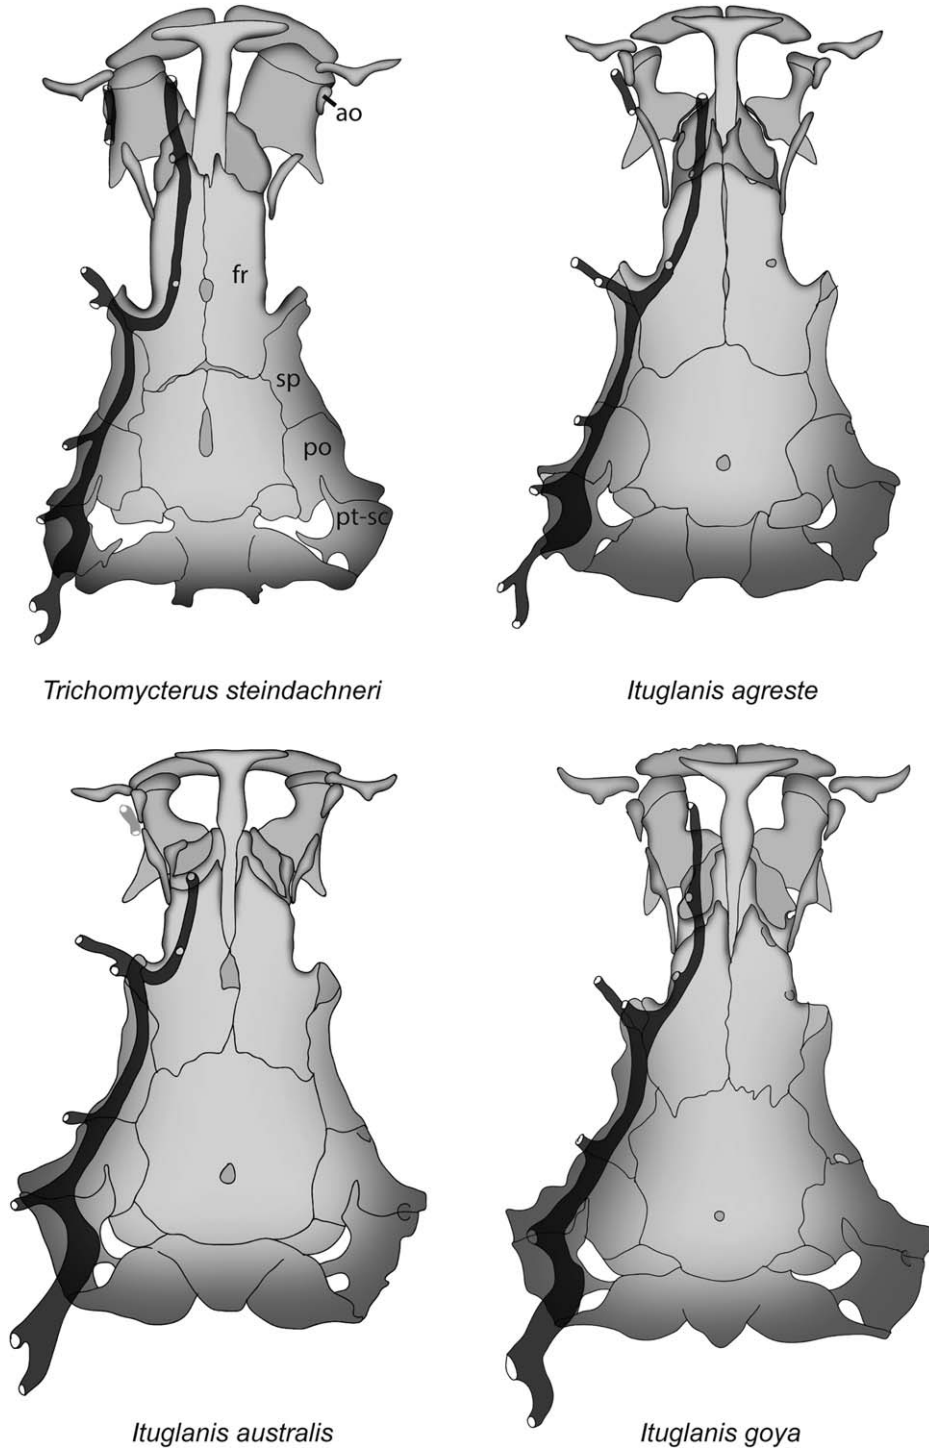 ao
fr
sp
po
pt-sc
Trichomycterus steindachneri
Ituglanis agreste
Ituglanis australis
Ituglanis goya